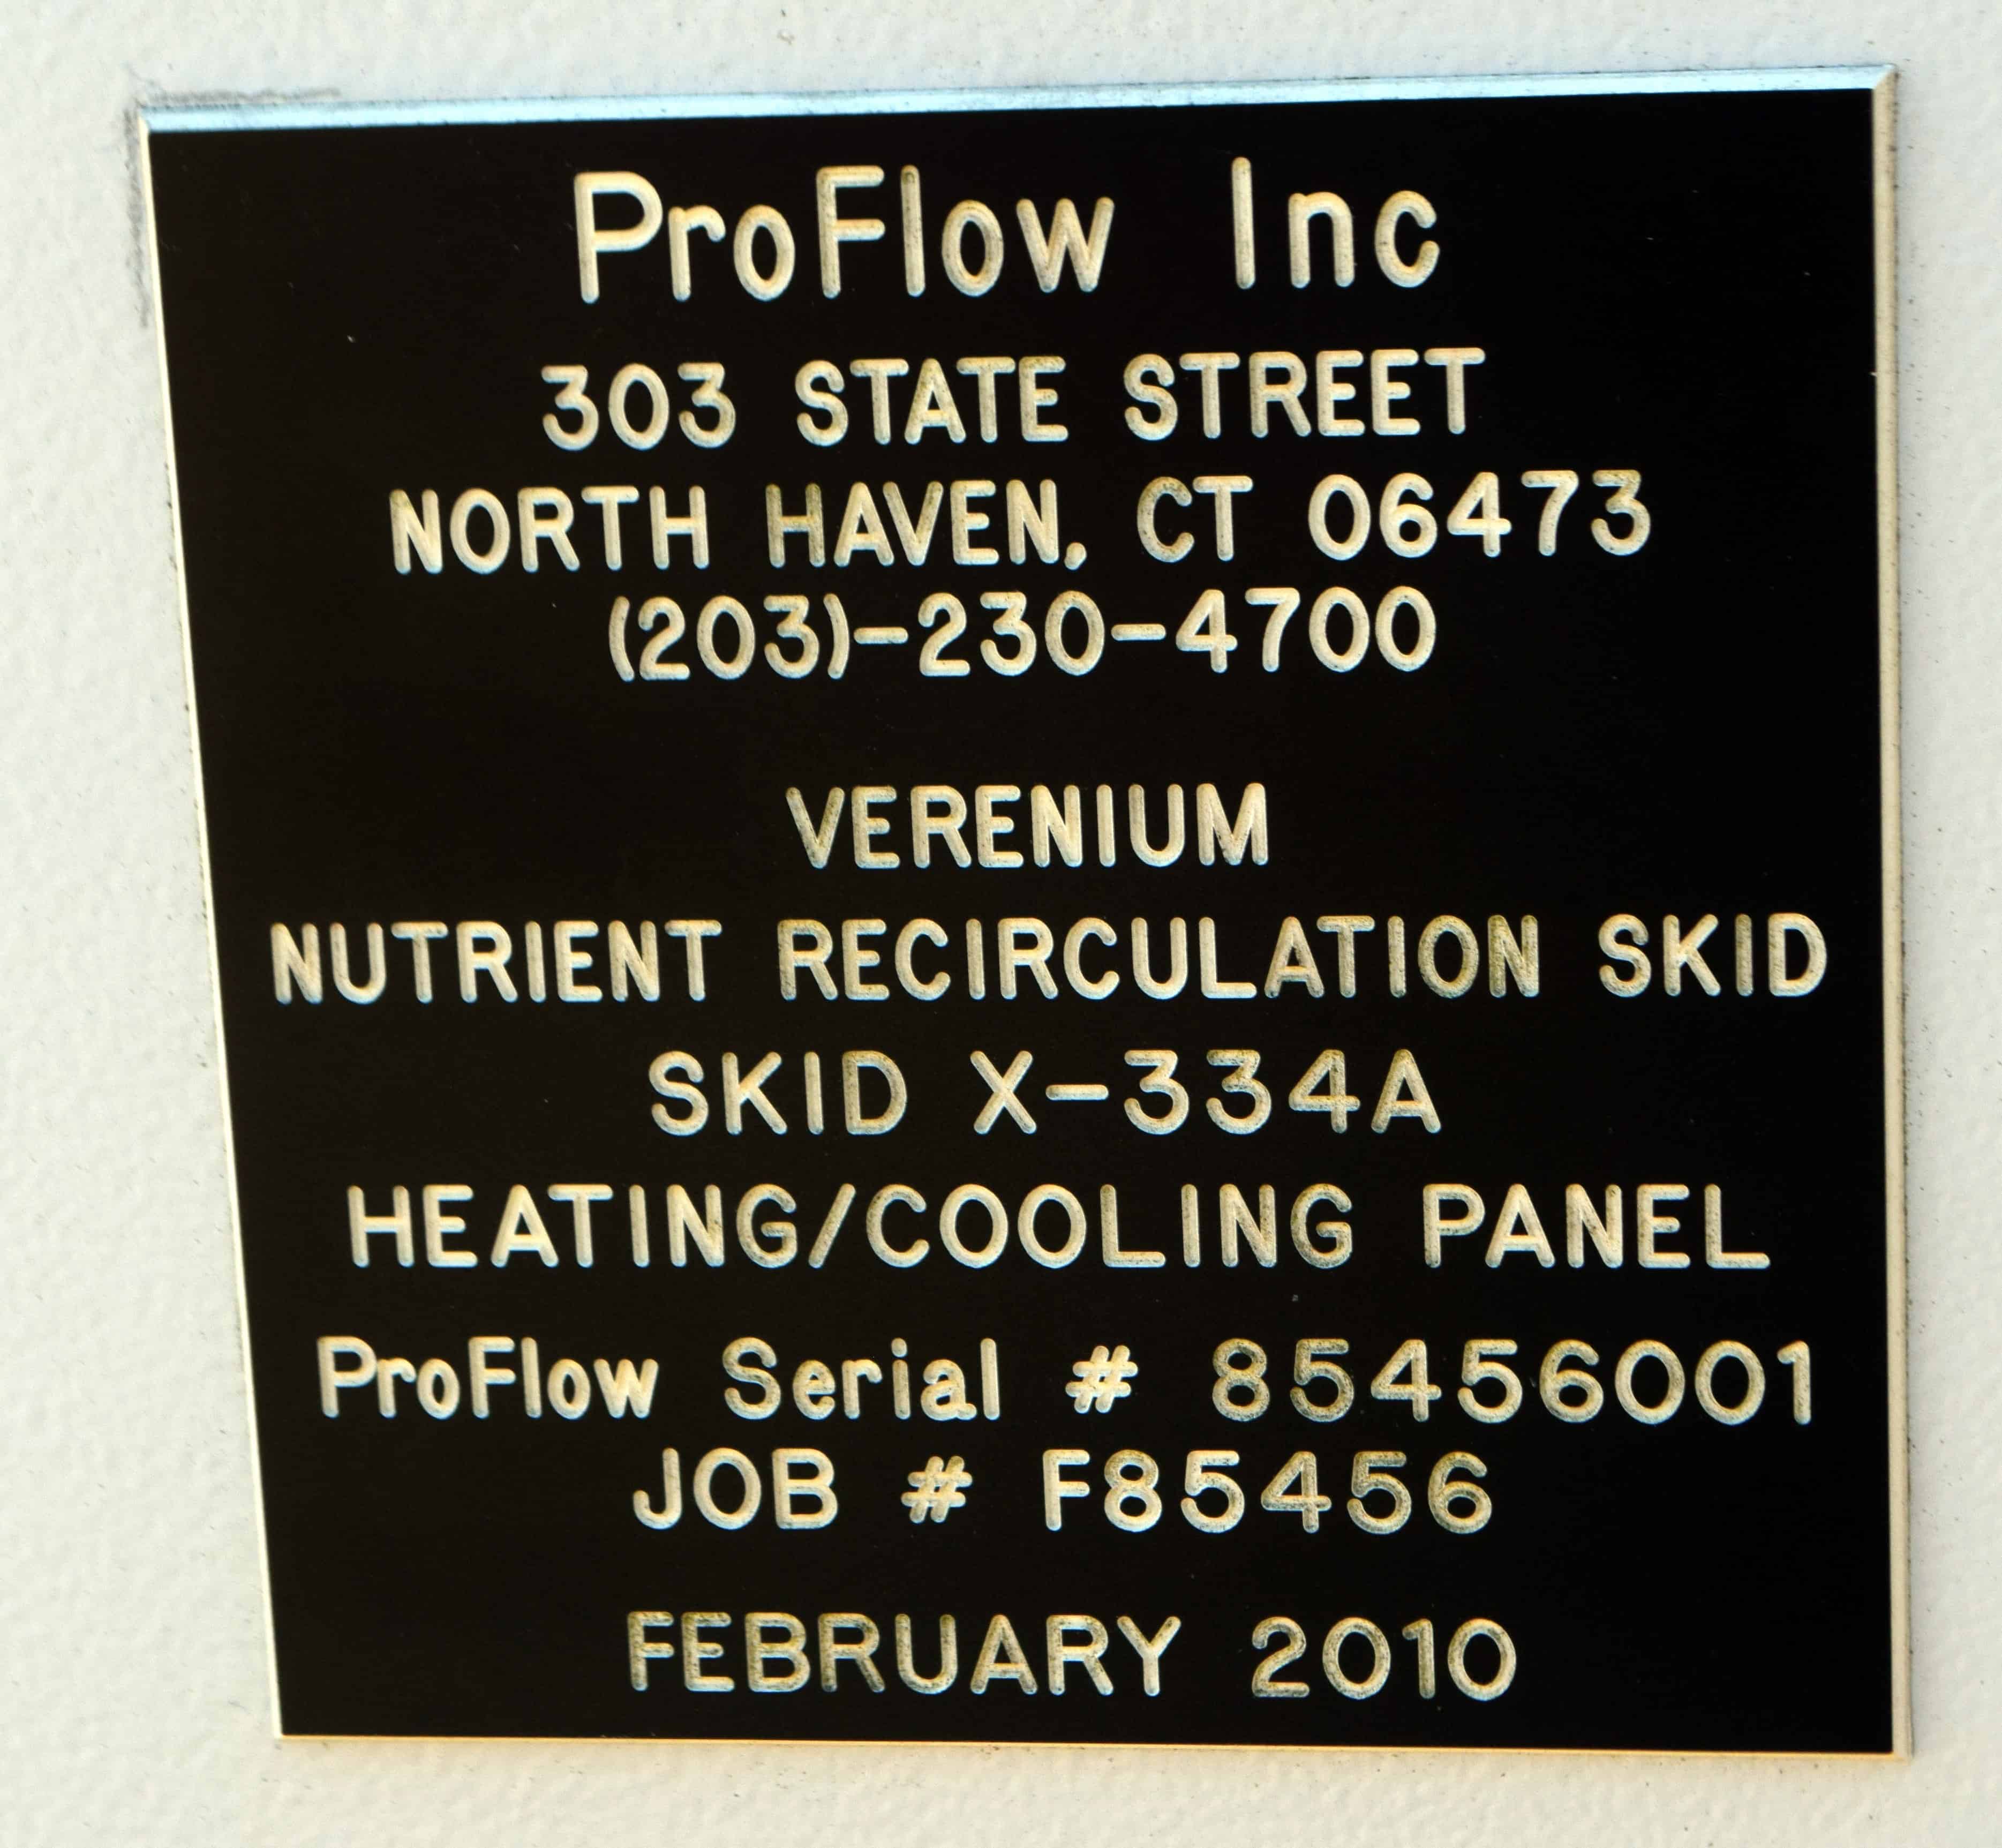 ProFlow Inc
303 STATE STREET
NORTH HAVEN, CT 06473
(203)-230-4700
VERENIUM
NUTRIENT RECIRCULATION SKID
SKID X-334A
HEATING/COOLING PANEL
ProFlow Serial # 85456001
JOB # F85456
FEBRUARY 2010